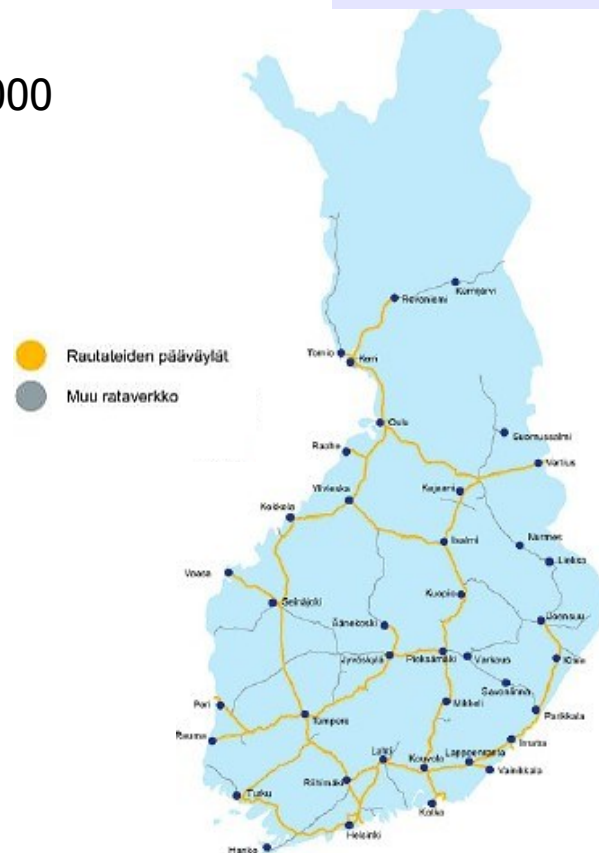 000
Rovaniemi
Kemijärvi
Rautateiden pääväylät
Muu rataverkko
Tornio
Kemi
Oulu
Raahe
Suomussalmi
Vartius
Ylivieska
Kajaani
Kokkola
Iisalmi
Nurmes
Lieksa
Vaasa
Seinäjoki
Kuopio
Joensuu
Äänekoski
Jyväskylä
Pieksämäki
Varkaus
Kitee
Savonlinna
Pori
Mikkeli
Parikkala
Tampere
Rauma
Imatra
Lahti
Kouvola
Lappeenranta
Vainikkala
Riihimäki
Turku
Kotka
Helsinki
Hanko